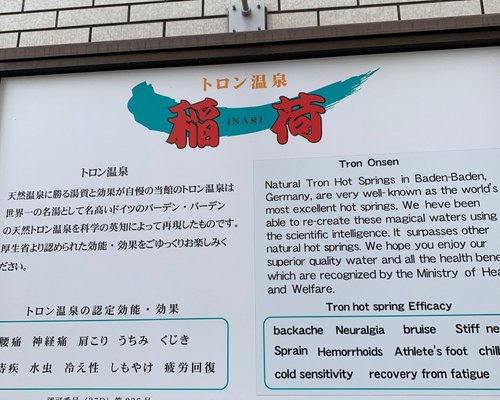 トロン温泉
稲 INARI 荷
トロン温泉
天然温泉に勝る湯質と効果が自慢の当館のトロン温泉は
世界一の名湯として名高いドイツのバーデン・バーデン
の天然トロン温泉を科学の英知によって再現したものです。
厚生省より認められた効能・効果をごゆっくりお楽しみく
ださい。
トロン温泉の認定効能・効果
腰痛 神経痛 肩こり うちみ くじき
痔疾 水虫 冷え性 しもやけ 疲労回復
Tron Onsen
Natural Tron Hot Springs in Baden-Baden,
Germany, are very well-known as the world's
most excellent hot springs. We heve been
able to re-create these magical waters using
the scientific intelligence. It surpasses other
natural hot springs. We hope you enjoy our
superior quality water and all the health bene
which are recognized by the Ministry of Hea
and Welfare.
Tron hot spring Efficacy
backache Neuralgia bruise Stiff ne
Sprain Hemorrhoids Athlete's foot chilb
cold sensitivity recovery from fatigue